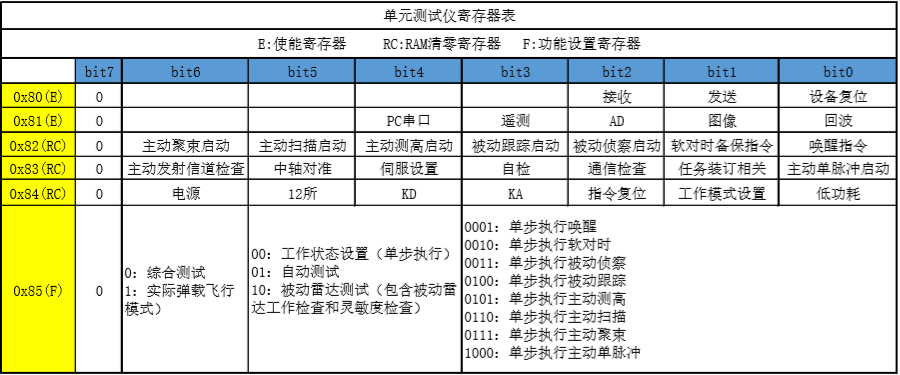 单元测试仪寄存器表
E:使能寄存器 RC:RAM清零寄存器 F:功能设置寄存器
bit7 bit6 bit5 bit4 bit3 bit2 bit1 bit0
0x80(E) 0 接收 发送 设备复位
0x81(E) 0 PC串口 遥测 AD 图像 回波
0x82(RC) 0 主动聚束启动 主动扫描启动 主动测高启动 被动跟踪启动 被动侦察启动 软对时备保指令 唤醒指令
0x83(RC) 0 主动发射信道检查 中轴对准 伺服设置 自检 通信检查 任务装订相关 主动单脉冲启动
0x84(RC) 0 电源 12所 KD KA 指令复位 工作模式设置 低功耗
0x85(F) 0
0: 综合测试
1: 实际弹载飞行
模式)
00: 工作状态设置（单步执行）
01: 自动测试
10: 被动雷达测试（包含被动雷
达工作检查和灵敏度检查）
0001: 单步执行唤醒
0010: 单步执行软对时
0011: 单步执行被动侦察
0100: 单步执行被动跟踪
0101: 单步执行主动测高
0110: 单步执行主动扫描
0111: 单步执行主动聚束
1000: 单步执行主动单脉冲